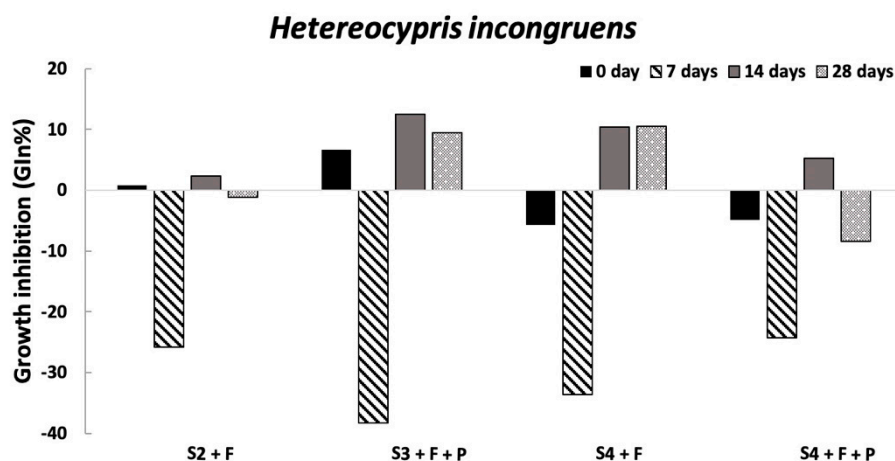 Hetereocypris incongruens
0 day 7 days 14 days 28 days
Growth inhibition (GIn%)
20
10
0
-10
-20
-30
-40
S2 + F S3 + F + P S4 + F S4 + F + P